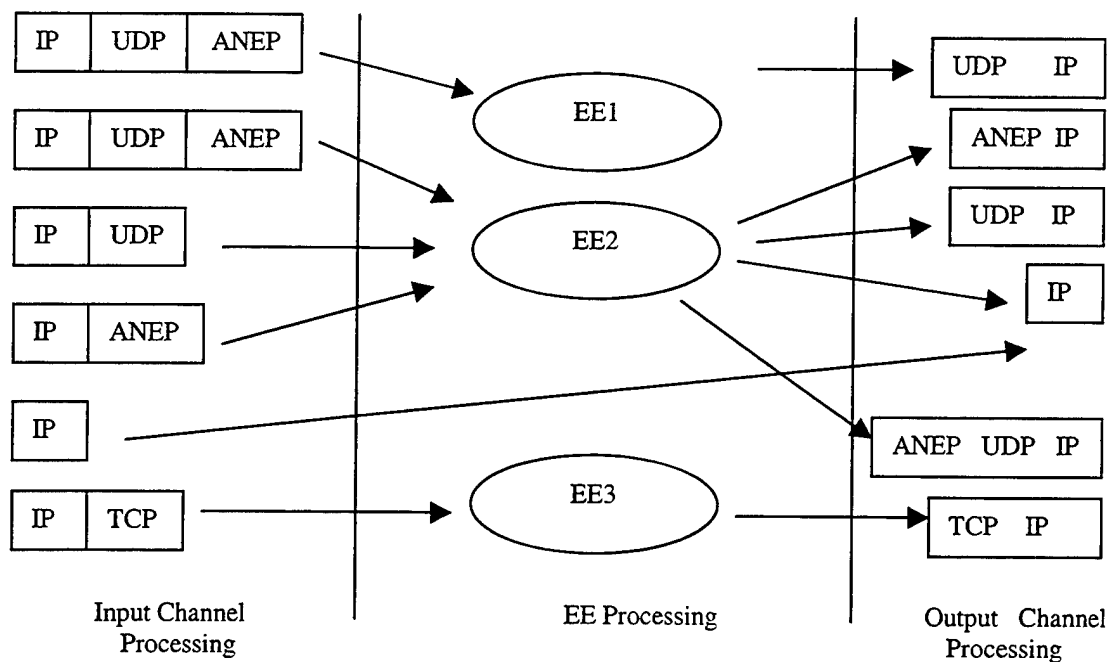 IP UDP ANEP
IP UDP ANEP
IP UDP
IP ANEP
IP
IP TCP
EE1
EE2
EE3
UDP IP
ANEP IP
UDP IP
IP
ANEP UDP IP
TCP IP
Input Channel
Processing
EE Processing
Output Channel
Processing